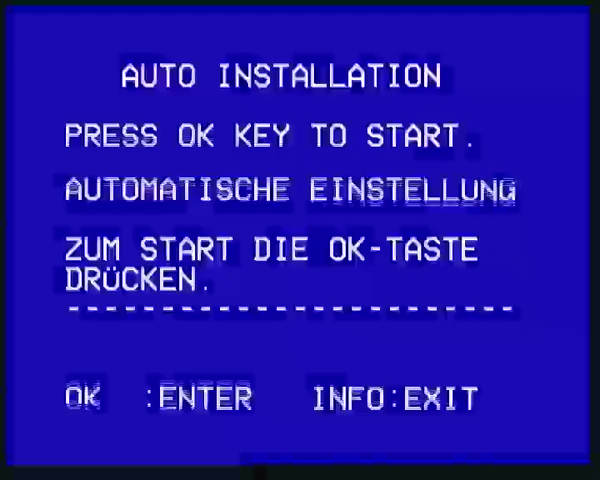 AUTO INSTALLATION
PRESS OK KEY TO START.
AUTOMATISCHE EINSTELLUNG
ZUM START DIE OK-TASTE
DRÜCKEN.
------------------------
OK :ENTER INFO:EXIT